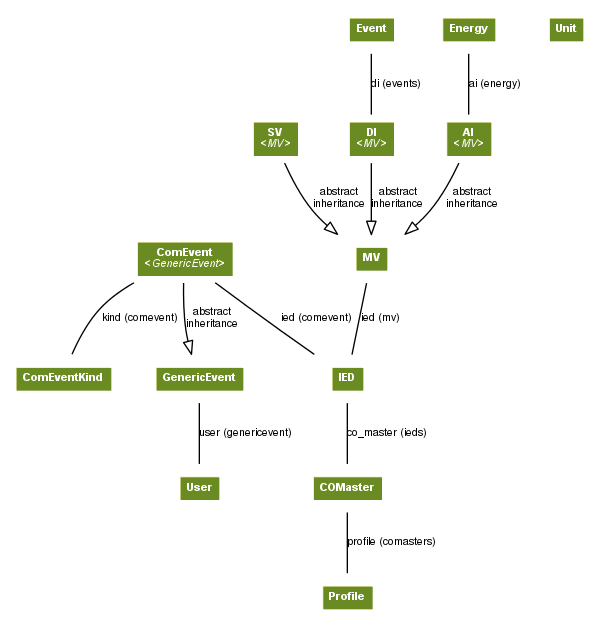 Event
Energy
Unit
di (events)
ai (energy)
SV
<MV>
DI
<MV>
AI
<MV>
abstract
inheritance
abstract
inheritance
abstract
inheritance
ComEvent
<GenericEvent>
MV
kind (comevent)
abstract
inheritance
ied (comevent)
ied (mv)
ComEventKind
GenericEvent
IED
user (genericevent)
co_master (ieds)
User
COMaster
profile (comasters)
Profile